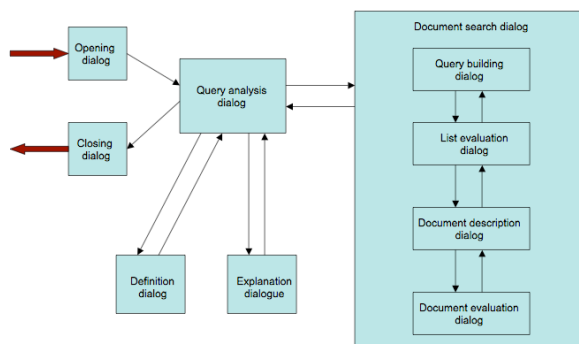 Opening
dialog
Closing
dialog
Query analysis
dialog
Definition
dialog
Explanation
dialogue
Document search dialog
Query building
dialog
List evaluation
dialog
Document description
dialog
Document evaluation
dialog